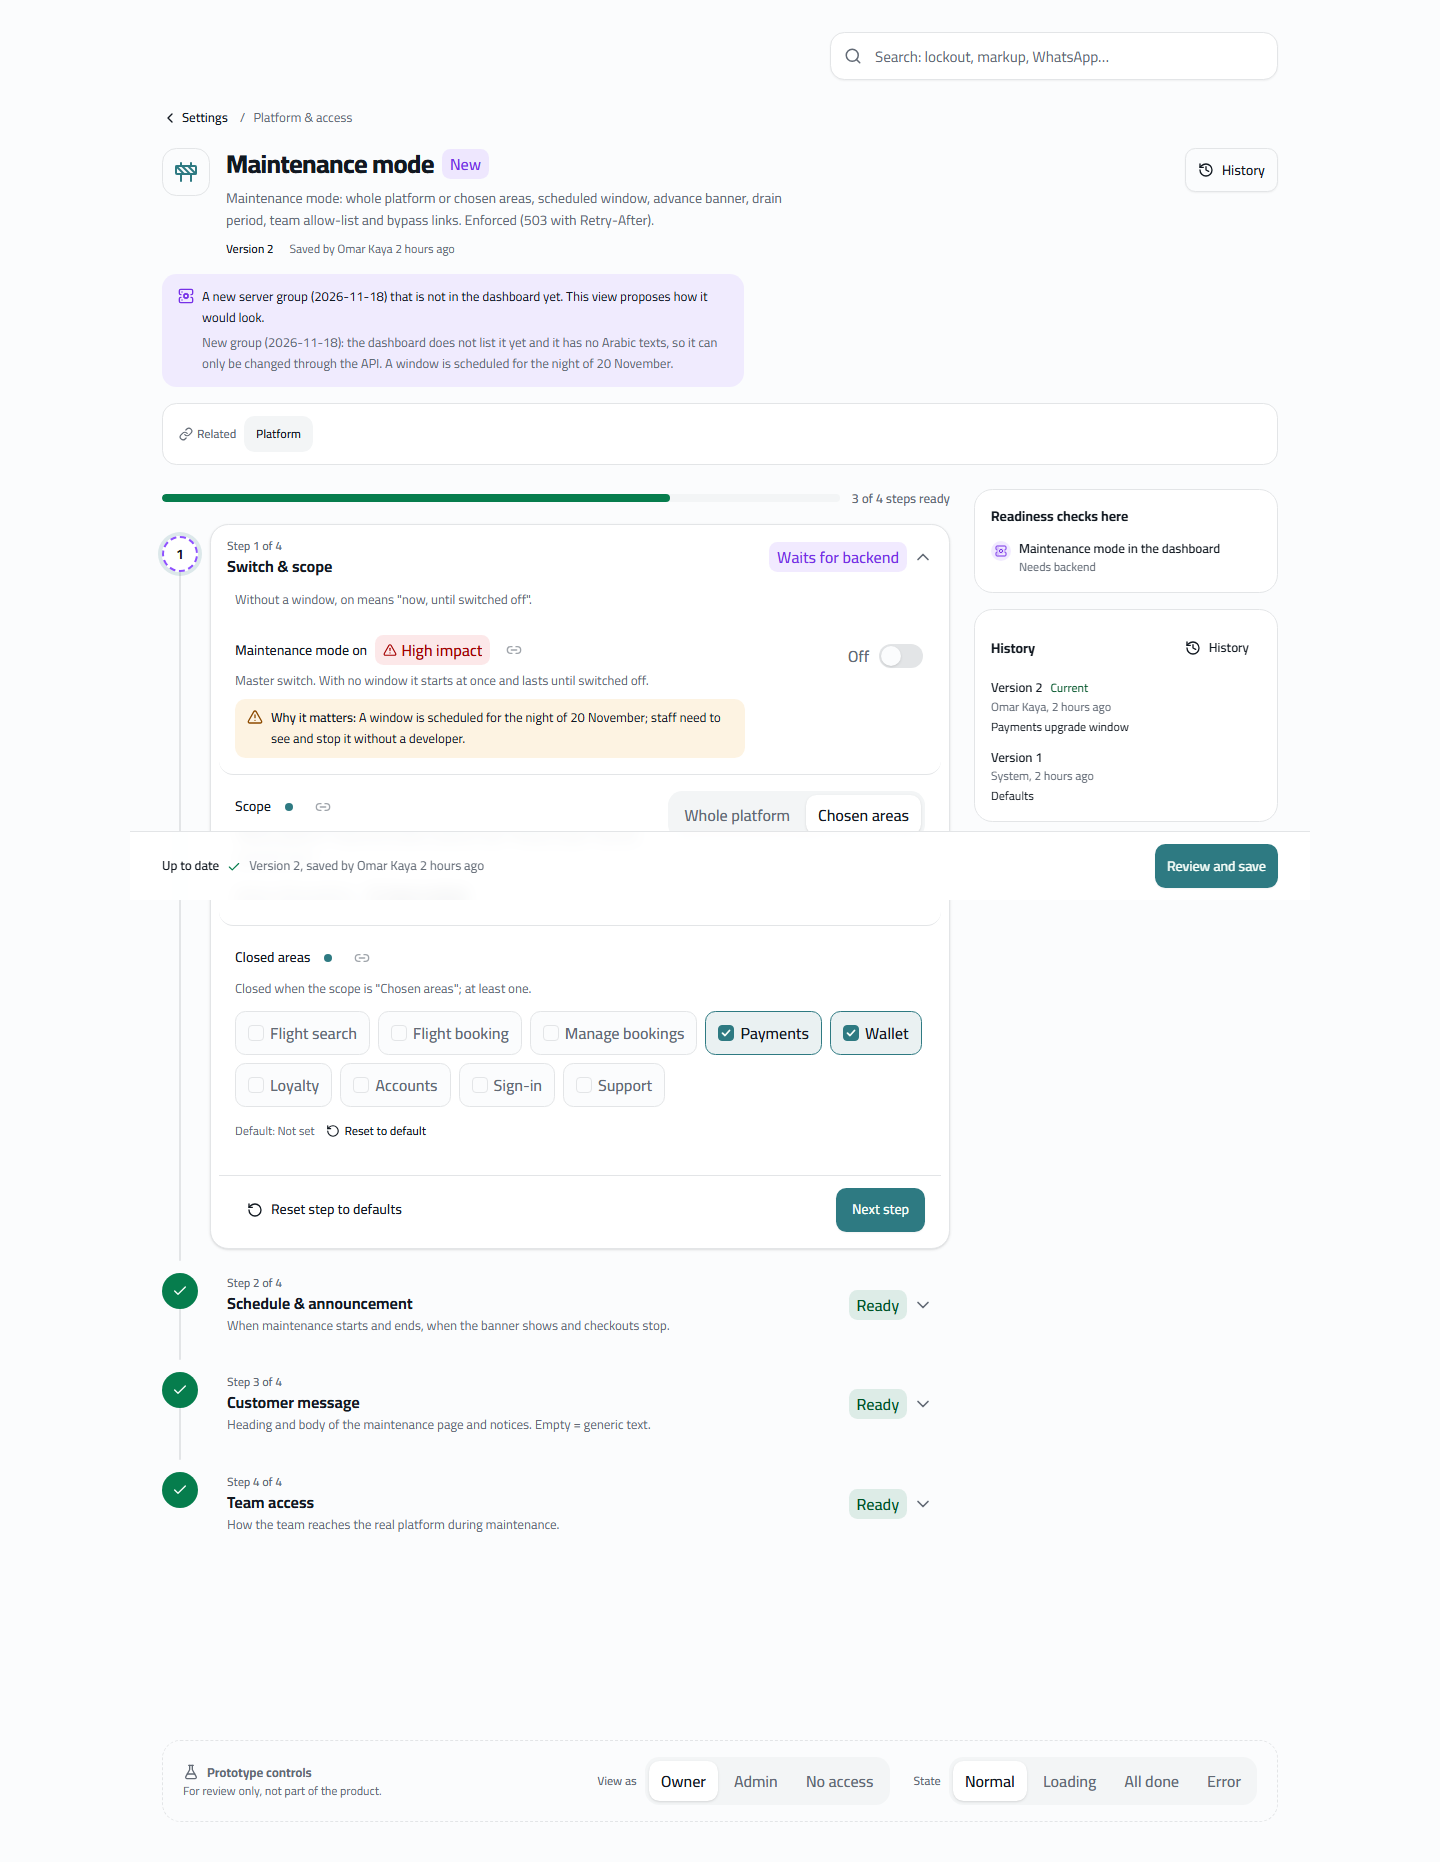 Search: lockout, markup, WhatsApp...
Settings / Platform & access
Maintenance mode New
History
Maintenance mode: whole platform or chosen areas, scheduled window, advance banner, drain
period, team allow-list and bypass links. Enforced (503 with Retry-After).
Version 2 Saved by Omar Kaya 2 hours ago
A new server group (2026-11-18) that is not in the dashboard yet. This view proposes how it
would look.
New group (2026-11-18): the dashboard does not list it yet and it has no Arabic texts, so it can
only be changed through the API. A window is scheduled for the night of 20 November.
Related Platform
3 of 4 steps ready
1
Step 1 of 4
Switch & scope
Waits for backend
Without a window, on means "now, until switched off".
Maintenance mode on High impact
Off
Master switch. With no window it starts at once and lasts until switched off.
Why it matters: A window is scheduled for the night of 20 November; staff need to
see and stop it without a developer.
Scope
Whole platform Chosen areas
Readiness checks here
Maintenance mode in the dashboard
Needs backend
History History
Version 2 Current
Omar Kaya, 2 hours ago
Payments upgrade window
Version 1
System, 2 hours ago
Defaults
Up to date Version 2, saved by Omar Kaya 2 hours ago
Review and save
Closed areas
Closed when the scope is "Chosen areas"; at least one.
Flight search Flight booking Manage bookings Payments Wallet
Loyalty Accounts Sign-in Support
Default: Not set Reset to default
Reset step to defaults
Next step
Step 2 of 4
Schedule & announcement
When maintenance starts and ends, when the banner shows and checkouts stop.
Ready
Step 3 of 4
Customer message
Heading and body of the maintenance page and notices. Empty = generic text.
Ready
Step 4 of 4
Team access
How the team reaches the real platform during maintenance.
Ready
Prototype controls
For review only, not part of the product.
View as Owner Admin No access
State Normal Loading All done Error